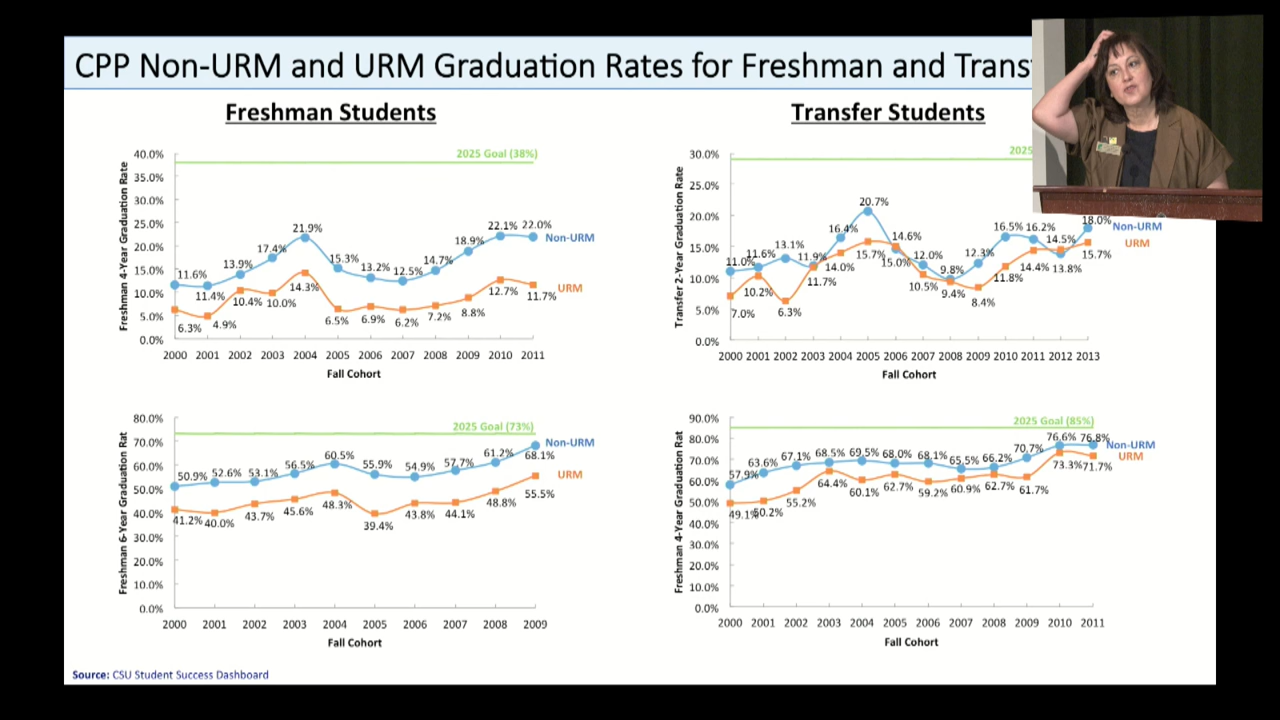 CPP Non-URM and URM Graduation Rates for Freshman and Trans
Freshman Students
2025 Goal (38%)
Freshman 4-Year Graduation Rate
40.0%
35.0%
30.0%
25.0%
20.0%
15.0%
10.0%
5.0%
0.0%
11.6% 11.4% 13.9% 17.4% 21.9% 15.3% 13.2% 12.5% 14.7% 18.9% 22.1% 22.0%
Non-URM
6.3% 4.9% 10.4% 10.0% 14.3% 6.5% 6.9% 6.2% 7.2% 8.8% 12.7% 11.7%
URM
2000 2001 2002 2003 2004 2005 2006 2007 2008 2009 2010 2011
Fall Cohort
Transfer Students
2025
Transfer 2-Year Graduation Rate
30.0%
25.0%
20.0%
15.0%
10.0%
5.0%
0.0%
11.0% 11.6% 13.1% 11.9% 16.4% 20.7% 15.0% 12.0% 9.8% 12.3% 16.5% 16.2% 13.8% 18.0%
Non-URM
7.0% 10.2% 6.3% 11.7% 14.0% 15.7% 14.6% 10.5% 9.4% 8.4% 11.8% 14.4% 14.5% 15.7%
URM
2000 2001 2002 2003 2004 2005 2006 2007 2008 2009 2010 2011 2012 2013
Fall Cohort
2025 Goal (73%)
Freshman 6-Year Graduation Rat
80.0%
70.0%
60.0%
50.0%
40.0%
30.0%
20.0%
10.0%
0.0%
50.9% 52.6% 53.1% 56.5% 60.5% 55.9% 54.9% 57.7% 61.2% 68.1%
Non-URM
41.2% 40.0% 43.7% 45.6% 48.3% 39.4% 43.8% 44.1% 48.8% 55.5%
URM
2000 2001 2002 2003 2004 2005 2006 2007 2008 2009
Fall Cohort
2025 Goal (85%)
Freshman 4-Year Graduation Rat
90.0%
80.0%
70.0%
60.0%
50.0%
40.0%
30.0%
20.0%
10.0%
0.0%
57.9% 63.6% 67.1% 68.5% 69.5% 68.0% 68.1% 65.5% 66.2% 70.7% 76.6% 76.8%
Non-URM
49.1% 50.2% 55.2% 64.4% 60.1% 62.7% 59.2% 60.9% 62.7% 61.7% 73.3% 71.7%
URM
2000 2001 2002 2003 2004 2005 2006 2007 2008 2009 2010 2011
Fall Cohort
Source: CSU Student Success Dashboard